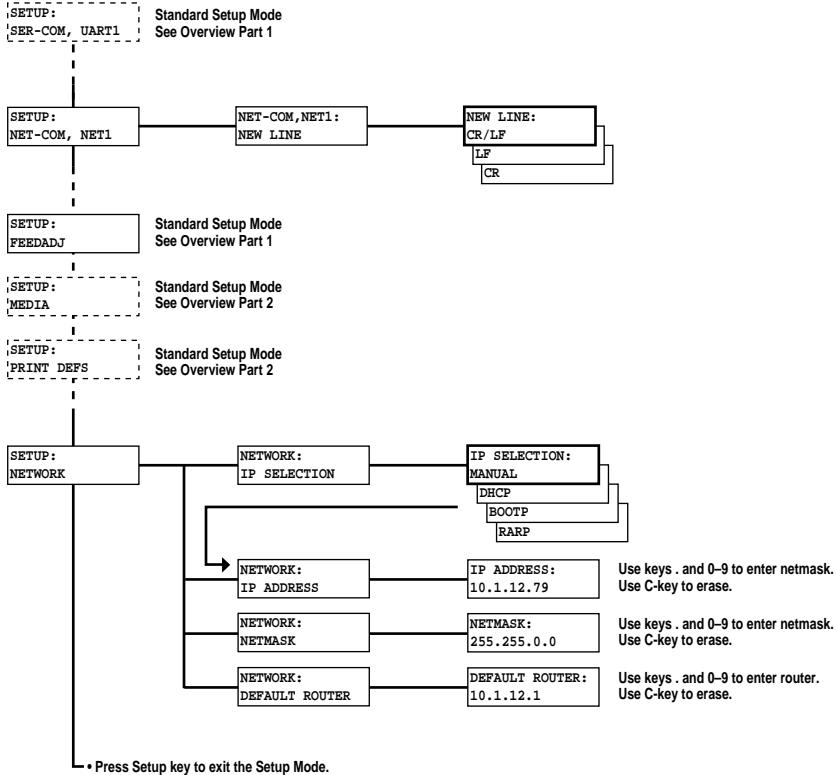 SETUP:
SER-COM, UART1
Standard Setup Mode
See Overview Part 1
SETUP:
NET-COM, NET1
NET-COM,NET1:
NEW LINE
NEW LINE:
CR/LF
LF
CR
SETUP:
FEEDADJ
Standard Setup Mode
See Overview Part 1
SETUP:
MEDIA
Standard Setup Mode
See Overview Part 2
SETUP:
PRINT DEFS
Standard Setup Mode
See Overview Part 2
SETUP:
NETWORK
NETWORK:
IP SELECTION
IP SELECTION:
MANUAL
DHCP
BOOTP
RARP
NETWORK:
IP ADDRESS
IP ADDRESS:
10.1.12.79
Use keys . and 0–9 to enter netmask.
Use C-key to erase.
NETWORK:
NETMASK
NETMASK:
255.255.0.0
Use keys . and 0–9 to enter netmask.
Use C-key to erase.
NETWORK:
DEFAULT ROUTER
DEFAULT ROUTER:
10.1.12.1
Use keys . and 0–9 to enter router.
Use C-key to erase.
• Press Setup key to exit the Setup Mode.